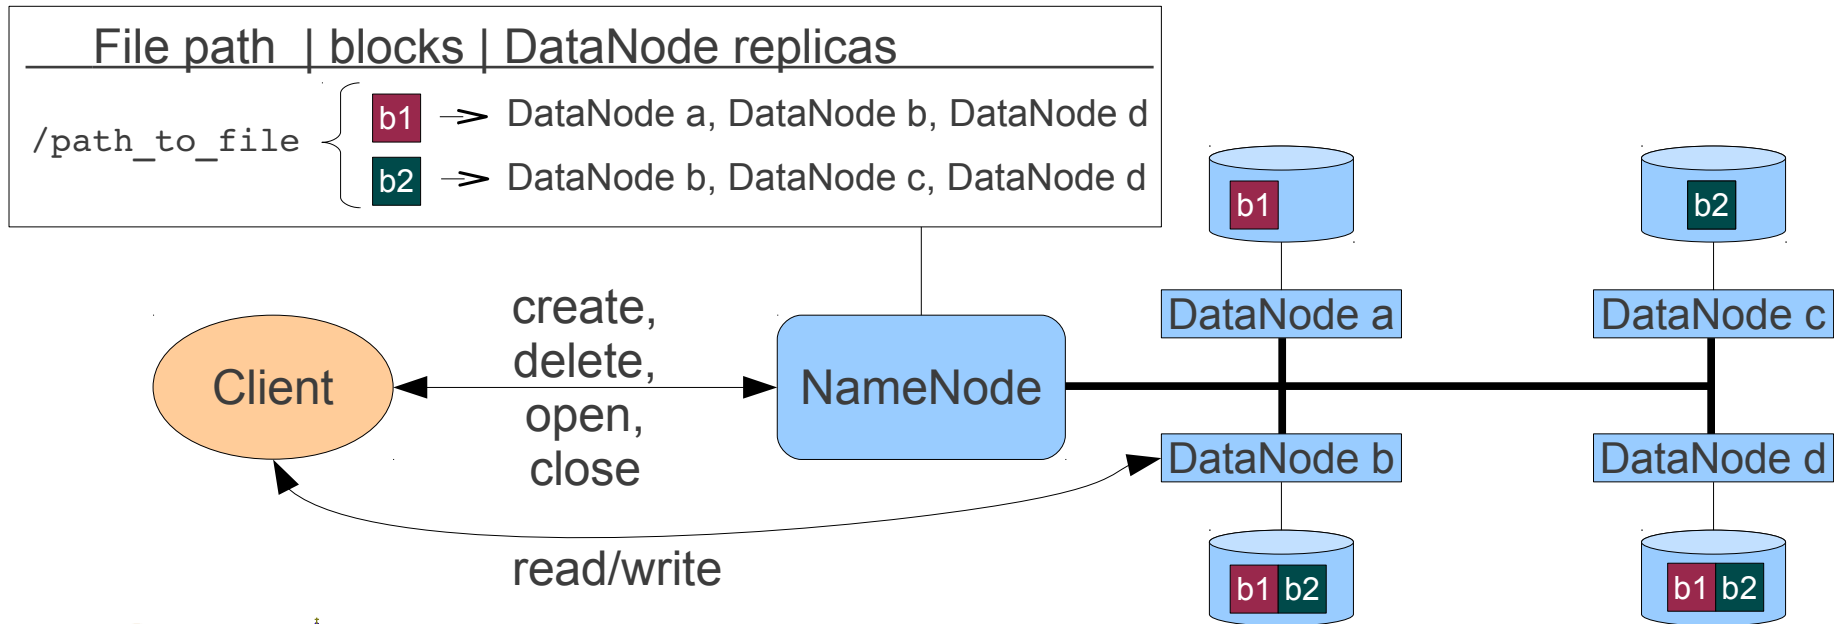 File path | blocks | DataNode replicas
/path_to_file
b1 DataNode a, DataNode b, DataNode d
b2 DataNode b, DataNode c, DataNode d
b1
b2
DataNode a
DataNode c
Client
create,
delete,
open,
close
NameNode
DataNode b
DataNode d
read/write
b1 b2
b1 b2